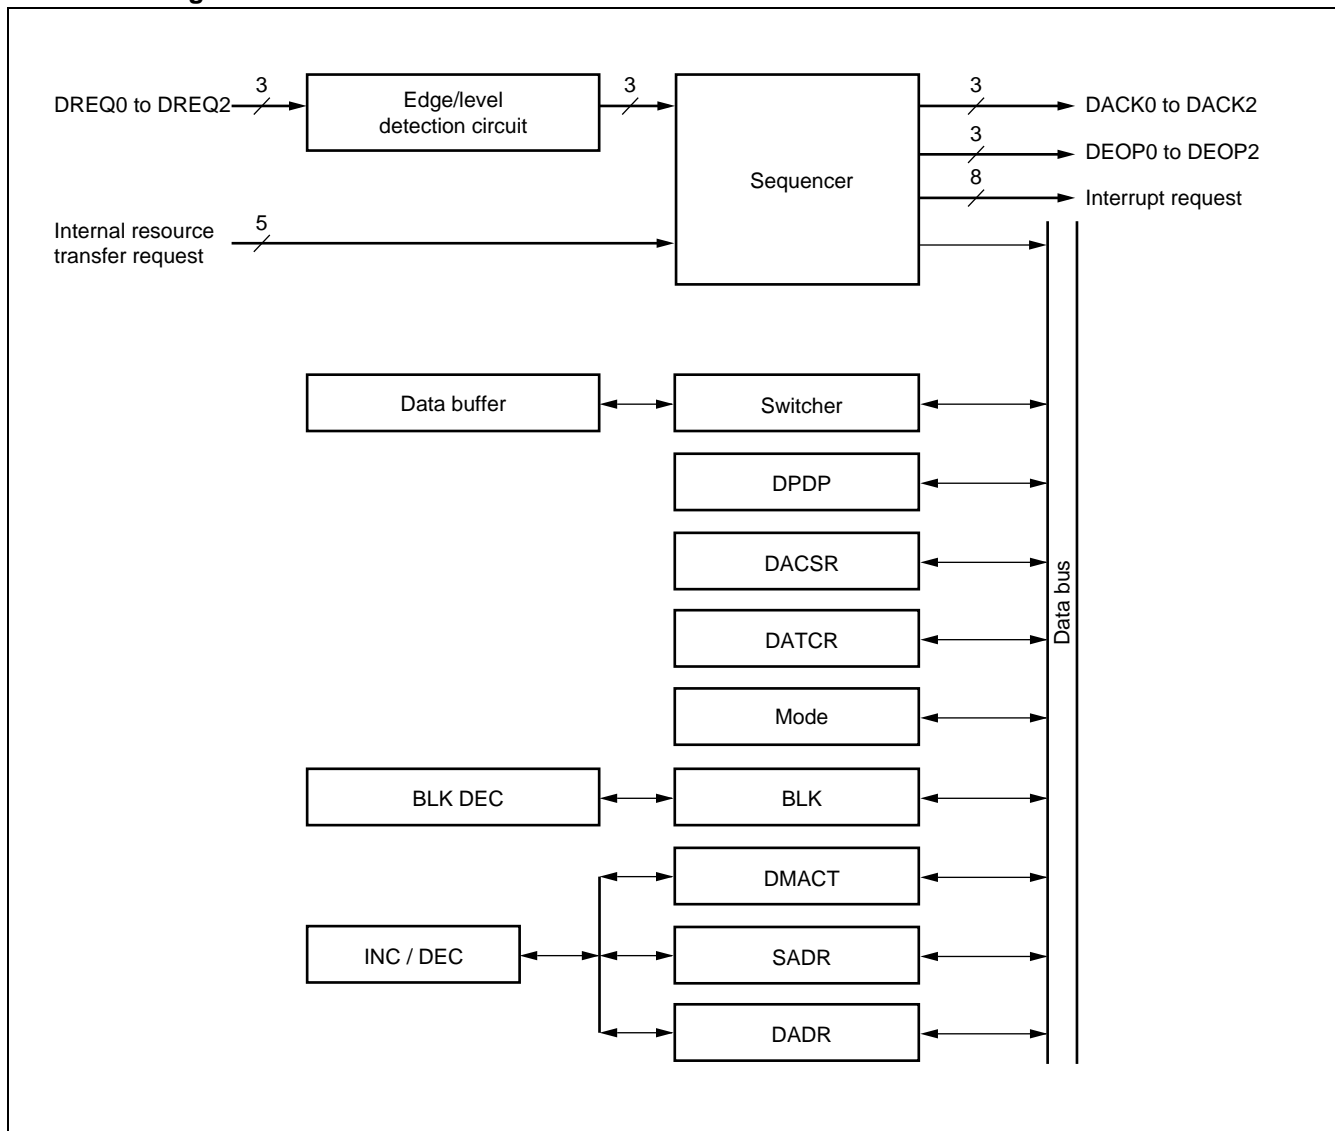 3
3
3
DREQ0 to DREQ2
Edge/level
detection circuit
DACK0 to DACK2
3
DEOP0 to DEOP2
Sequencer
8
Interrupt request
Internal resource
transfer request
5
Data buffer
Switcher
DPDP
DACSR
Data bus
DATCR
Mode
BLK DEC
BLK
DMACT
INC / DEC
SADR
DADR